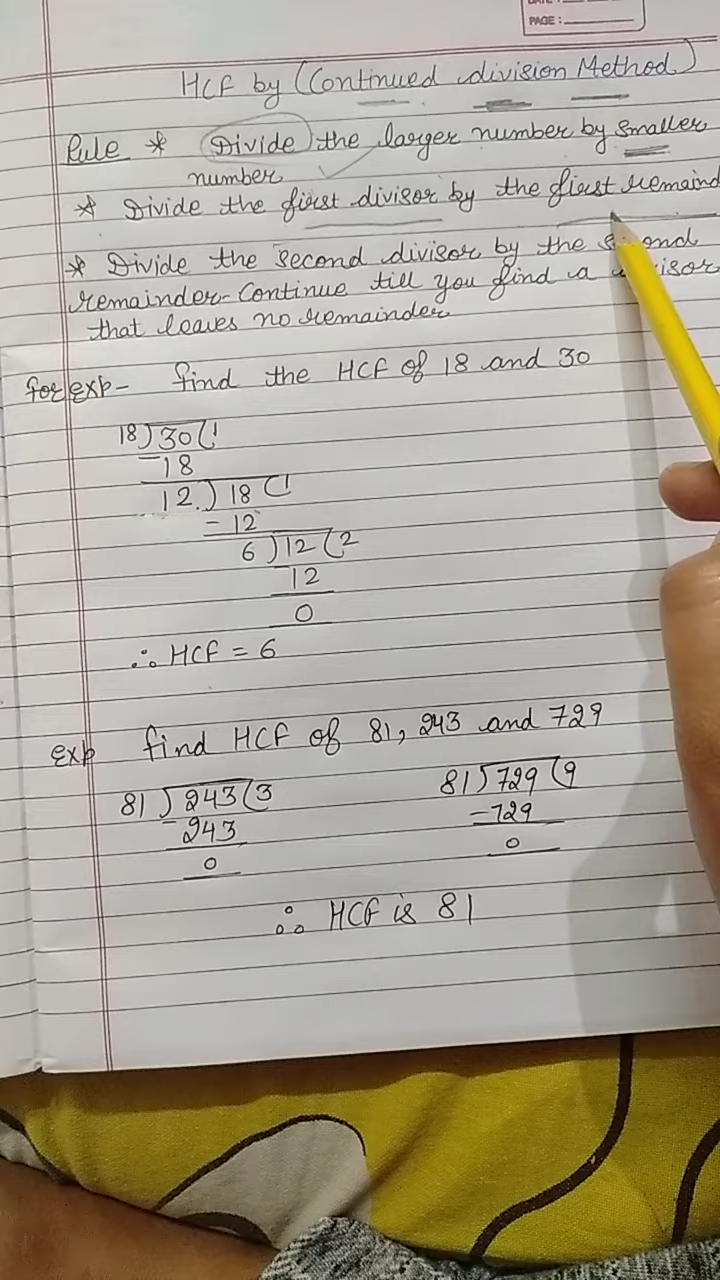 PAGE :
HCF by (Continued division Method)
Rule * Divide the larger number by smaller
number
* Divide the first divisor by the first remaind
* Divide the second divisor by the second
remainder. Continue till you find a divisor
that leaves no remainder
for exp - find the HCF of 18 and 30
18) 30 (1
-18
12) 18 (1
- 12
6) 12 (2
12
0
∴ HCF = 6
Exp find HCF of 81, 243 and 729
81) 243 (3 81) 729 (9
- 243 -729
0 0
∴ HCF is 81